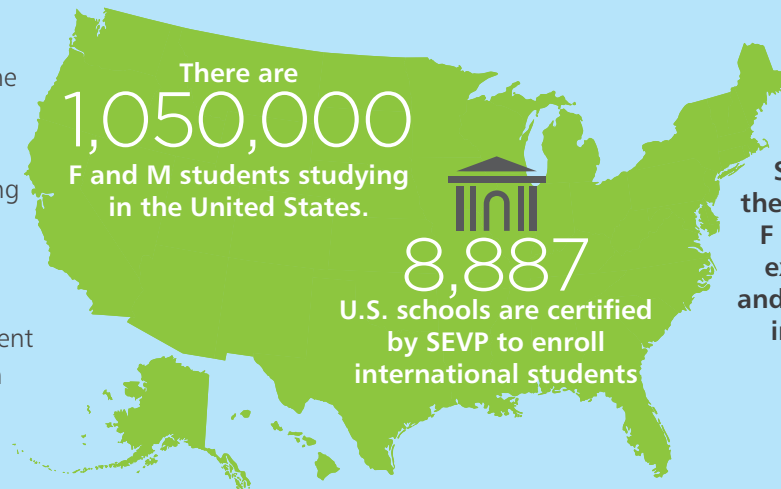 There are
1,050,000
F and M students studying
in the United States.
8,887
U.S. schools are certified
by SEVP to enroll
international students